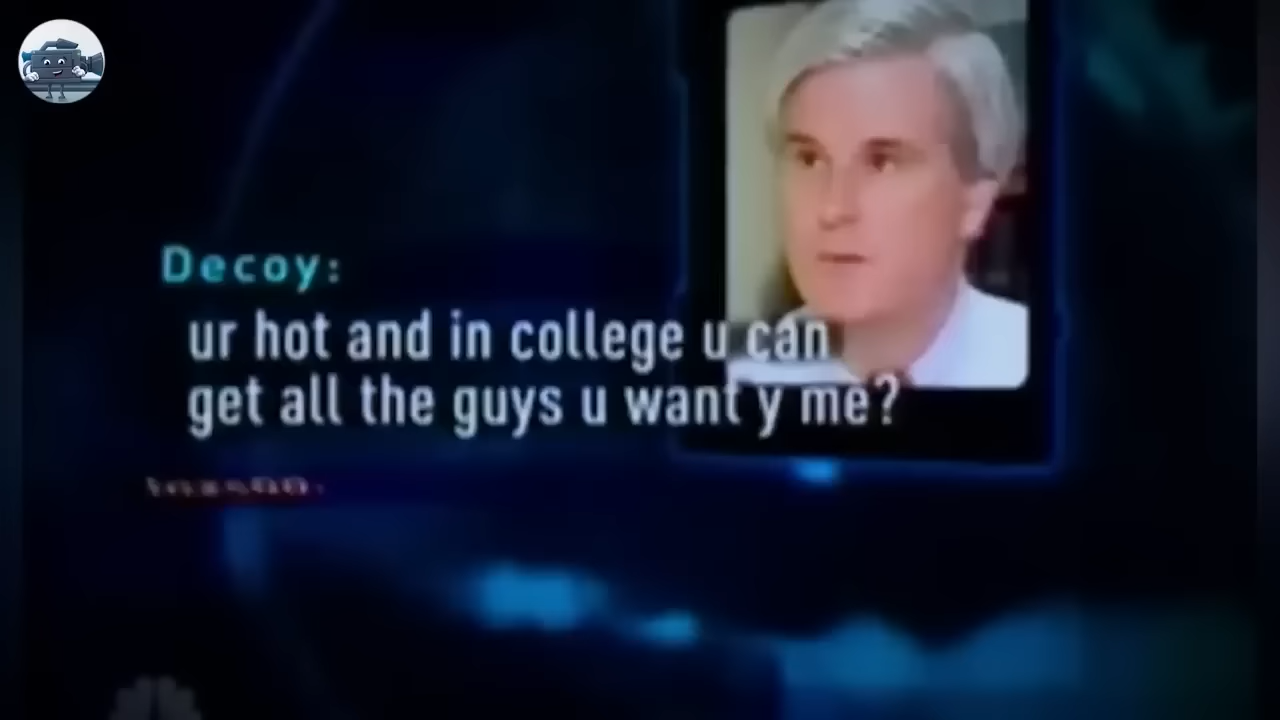 Decoy:
ur hot and in college u can
get all the guys u want y me?